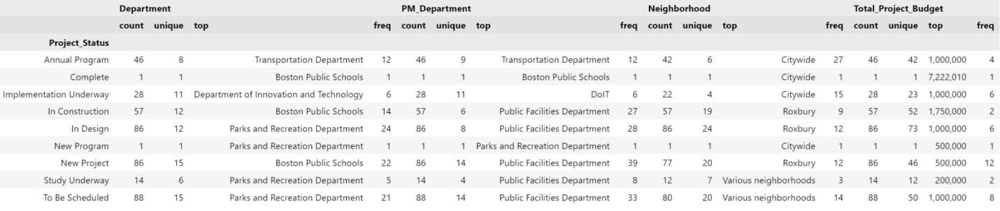 Department PM_Department Neighborhood Total_Project_Budget
count unique top freq count unique top freq count unique top freq count unique top freq
Project_Status
Annual Program 46 8 Transportation Department 12 46 9 Transportation Department 12 42 6 Citywide 27 46 42 1,000,000 4
Complete 1 1 Boston Public Schools 1 1 1 Boston Public Schools 1 1 1 Citywide 1 1 1 7,222,010 1
Implementation Underway 28 11 Department of Innovation and Technology 6 28 11 DoIT 6 22 4 Citywide 15 28 23 1,000,000 6
In Construction 57 12 Boston Public Schools 14 57 6 Public Facilities Department 27 57 19 Roxbury 9 57 52 1,750,000 2
In Design 86 12 Parks and Recreation Department 24 86 8 Public Facilities Department 28 86 24 Roxbury 12 86 73 1,000,000 6
New Program 1 1 Parks and Recreation Department 1 1 1 Parks and Recreation Department 1 1 1 Citywide 1 1 1 500,000 1
New Project 86 15 Boston Public Schools 22 86 14 Public Facilities Department 39 77 20 Roxbury 12 86 46 500,000 12
Study Underway 14 6 Parks and Recreation Department 5 14 4 Public Facilities Department 8 12 7 Various neighborhoods 3 14 12 200,000 2
To Be Scheduled 88 15 Parks and Recreation Department 21 88 14 Public Facilities Department 33 80 20 Various neighborhoods 14 88 50 1,000,000 8